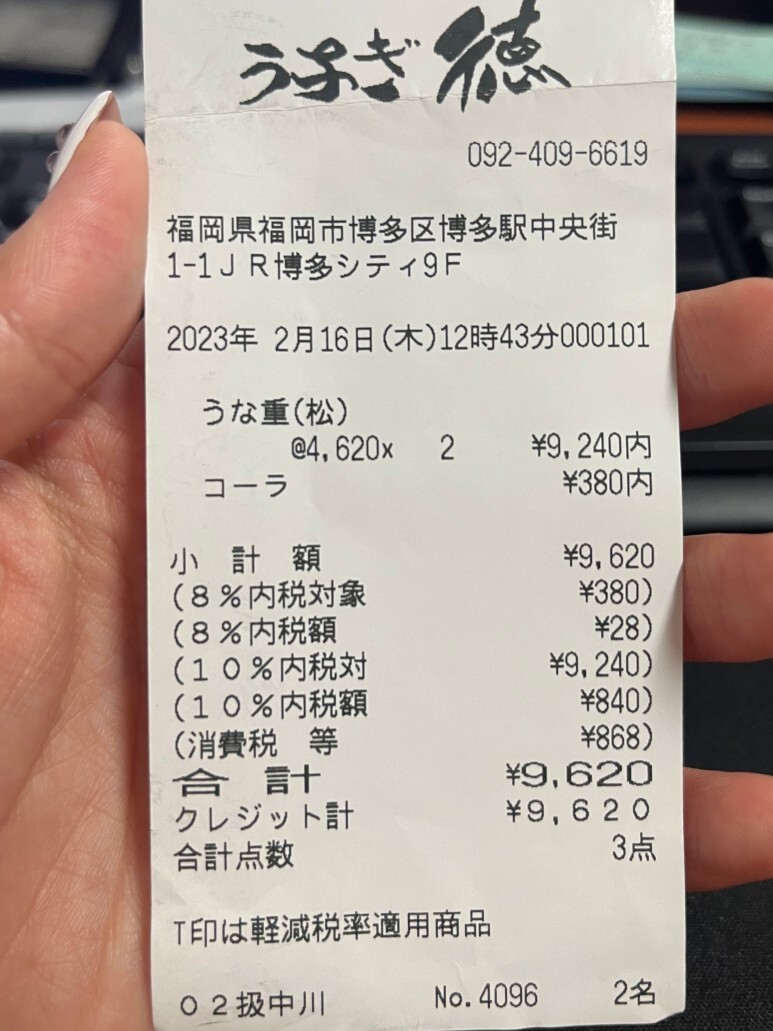 うなぎ 徳
092-409-6619
福岡県福岡市博多区博多駅中央街
1-1ＪＲ博多シティ9Ｆ
2023年 2月16日(木)12時43分000101
うな重(松)
@4,620x 2 ¥9,240内
コーラ ¥380内
小 計 額 ¥9,620
(８%内税対象 ¥380)
(８%内税額 ¥28)
(１０%内税対 ¥9,240)
(１０%内税額 ¥840)
(消費税 等 ¥868)
合 計 ¥9,620
クレジット計 ¥９,６２０
合計点数 3点
T印は軽減税率適用商品
０２扱中川 No.4096 2名